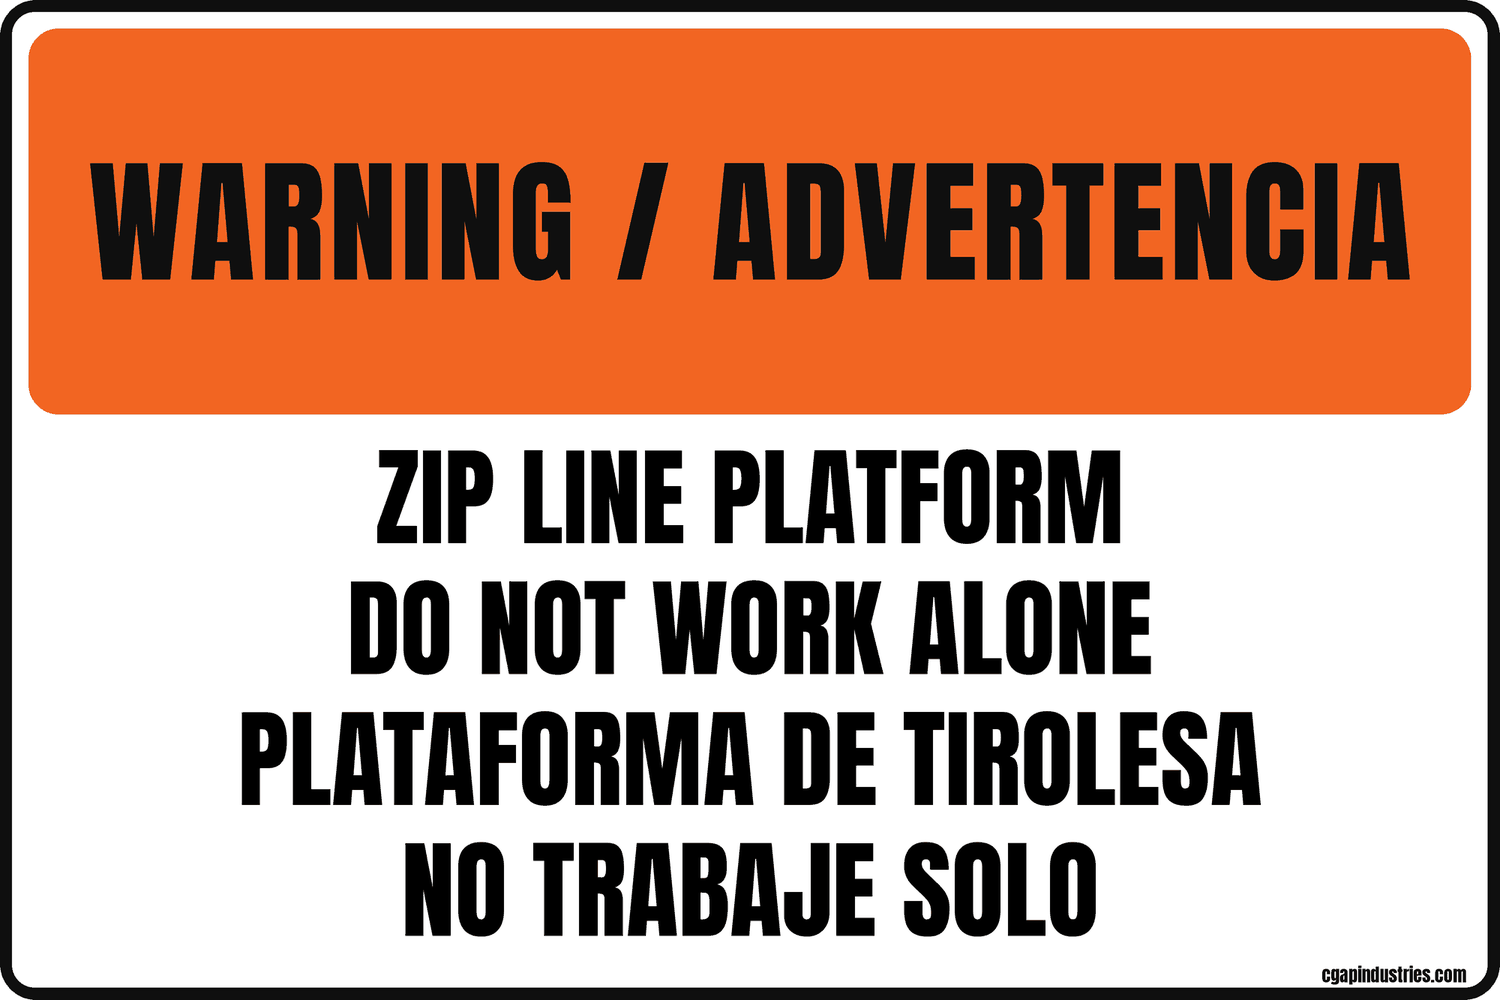 WARNING / ADVERTENCIA
ZIP LINE PLATFORM
DO NOT WORK ALONE
PLATAFORMA DE TIROLESA
NO TRABAJE SOLO
cgapindustries.com